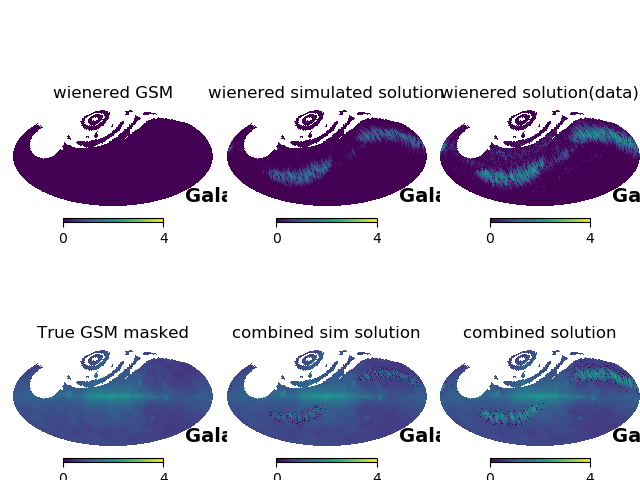 wienered GSM
wienered simulated solution
wienered solution(data)
Gala
Gala
Ga
0 4
0 4
0 4
True GSM masked
combined sim solution
combined solution
Gala
Gala
Ga
0 4
0 4
0 4